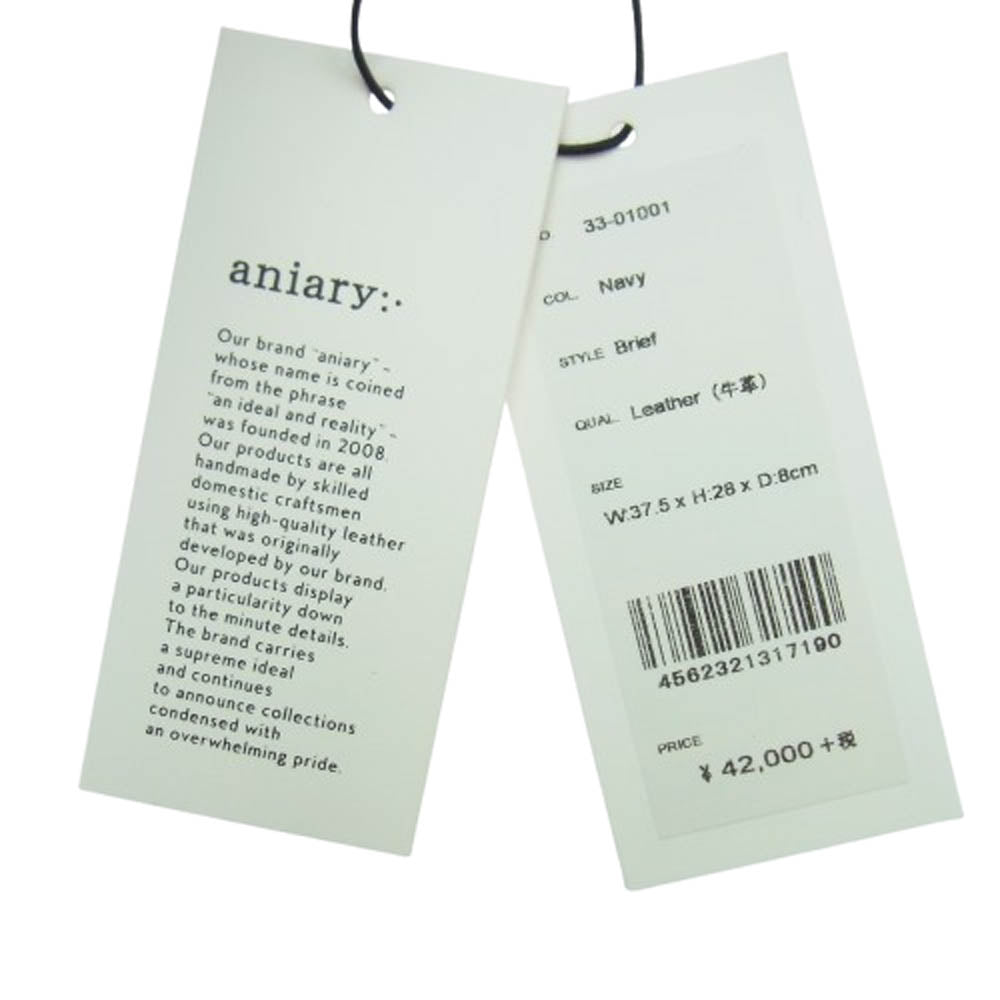 aniary:·
Our brand "aniary" -
whose name is coined
from the phrase
"an ideal and reality" -
was founded in 2008.
Our products are all
handmade by skilled
domestic craftsmen
using high-quality leather
that was originally
developed by our brand.
Our products display
a particularity down
to the minute details.
The brand carries
a supreme ideal
and continues
to announce collections
condensed with
an overwhelming pride.
33-01001
COL. Navy
STYLE Brief
QUAL. Leather (牛革)
SIZE
W:37.5 x H:28 x D:8cm
4562321317190
PRICE
¥ 42,000+税